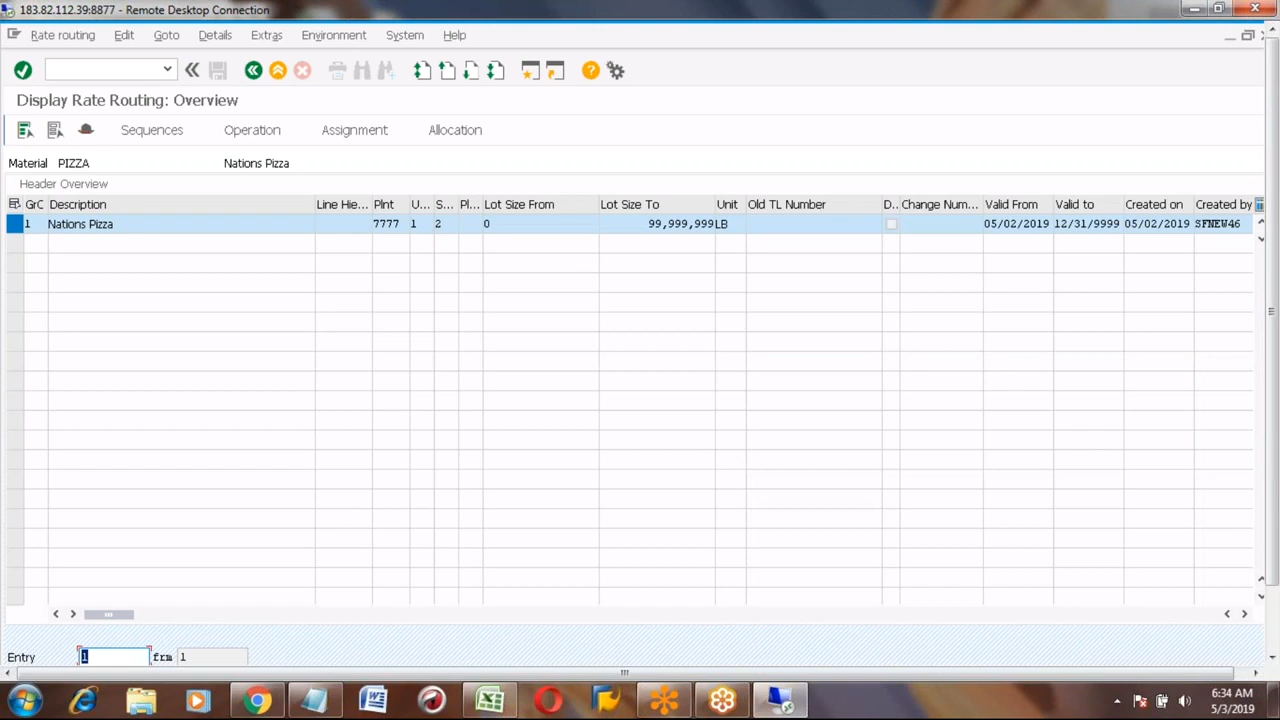 183.82.112.39:8877 - Remote Desktop Connection
Rate routing Edit Goto Details Extras Environment System Help
Display Rate Routing: Overview
Sequences Operation Assignment Allocation
Material PIZZA Nations Pizza
Header Overview
GrC Description Line Hie... Plnt U... S... Pl... Lot Size From Lot Size To Unit Old TL Number D.. Change Num... Valid From Valid to Created on Created by
1 Nations Pizza 7777 1 2 0 99,999,999 LB 05/02/2019 12/31/9999 05/02/2019 SFNEW46
Entry 1 frm 1
6:34 AM
5/3/2019